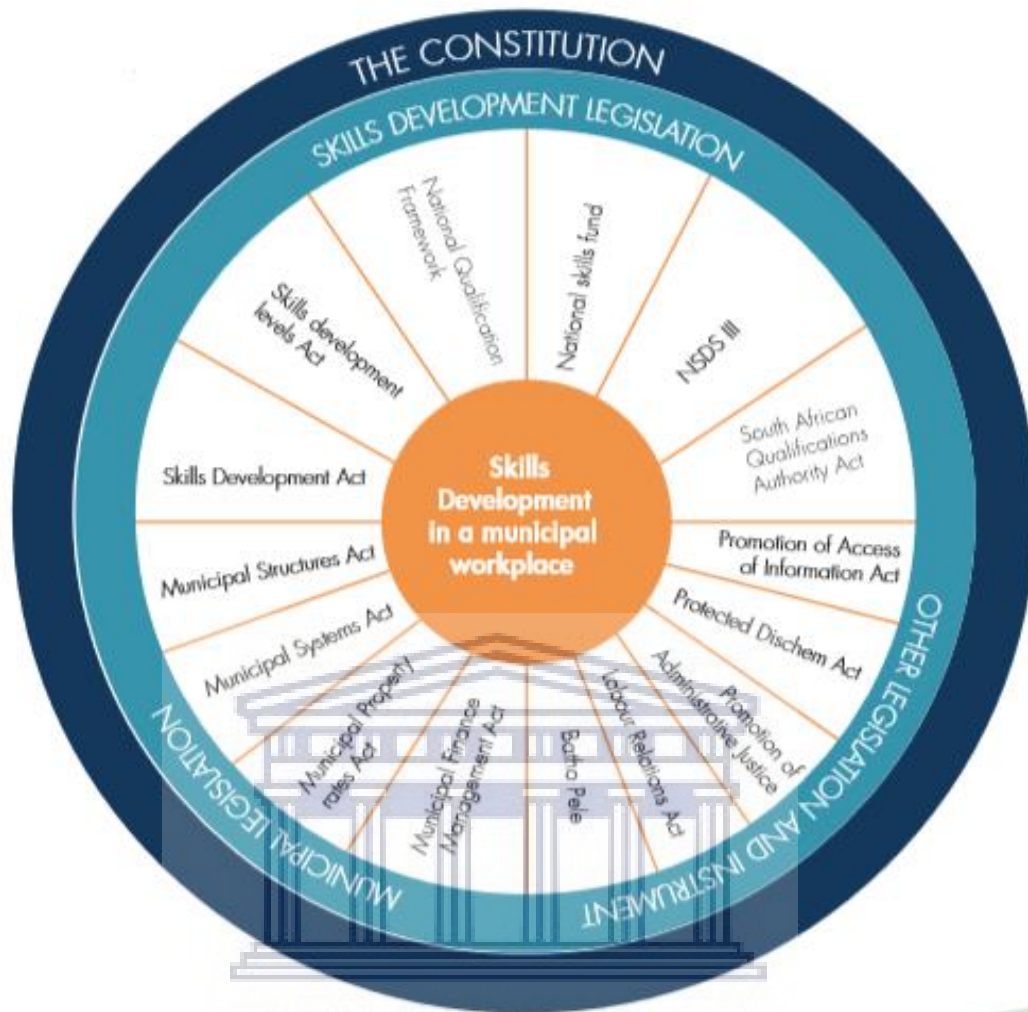 THE CONSTITUTION
SKILLS DEVELOPMENT LEGISLATION
National Qualification
Framework
National skills fund
NSDS III
South African
Qualifications
Authority Act
Promotion of Access
of Information Act
Protected Dischem Act
Promotion of
Administrative Justice
Labour Relations Act
Batho Pele
Municipal Finance
Management Act
Municipal Property
rates Act
Municipal Systems Act
Municipal Structures Act
Skills Development Act
Skills development
levels Act
Skills
Development
in a municipal
workplace
OTHER LEGISLATION AND INSTRUMENT
MUNICIPAL LEGISLATION